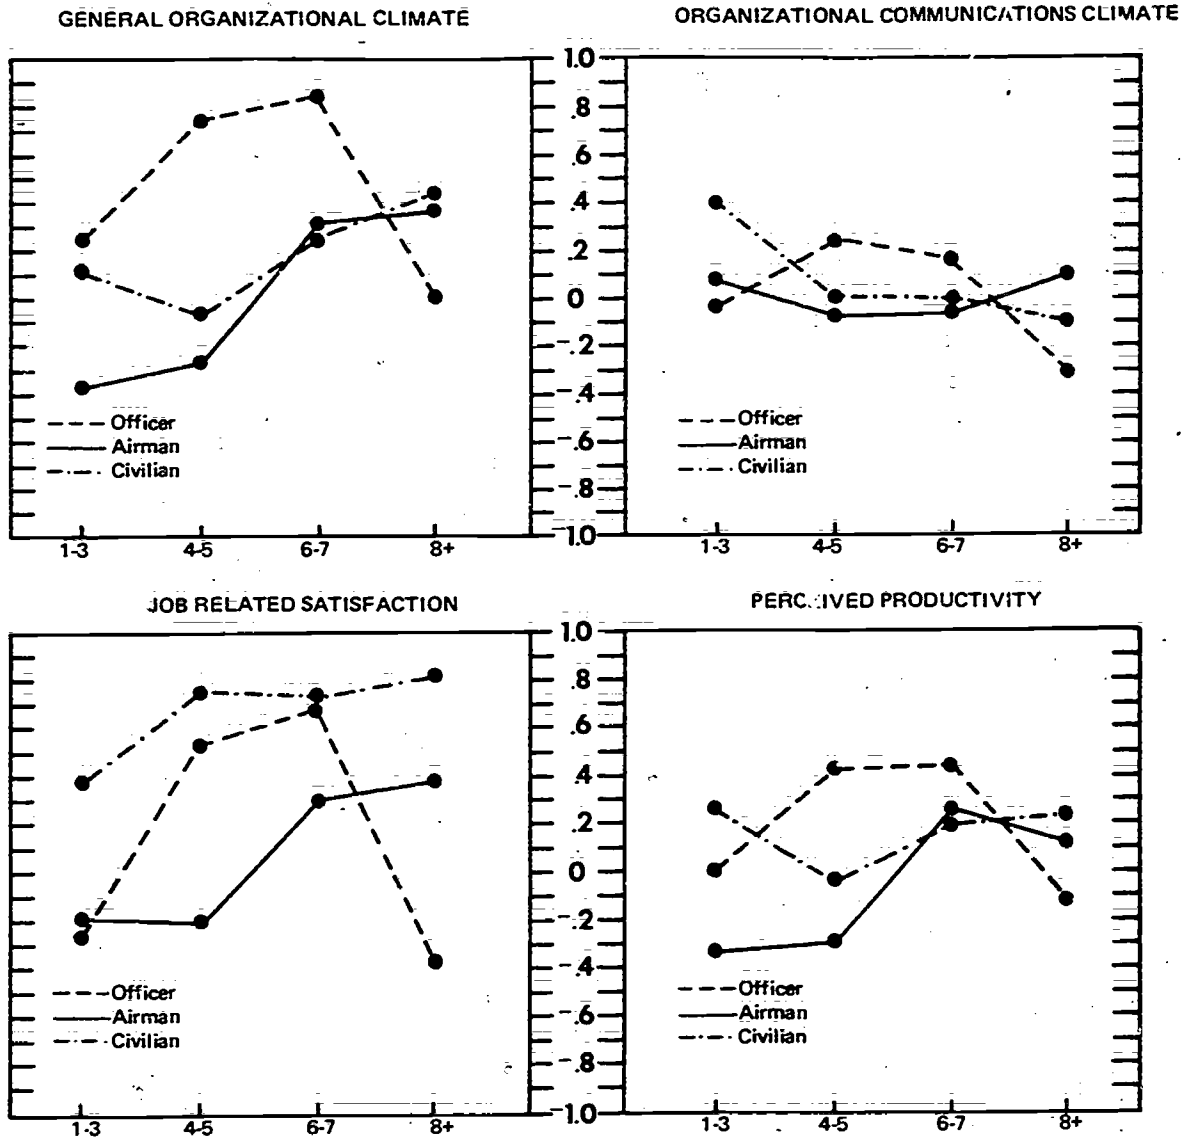 GENERAL ORGANIZATIONAL CLIMATE
ORGANIZATIONAL COMMUNICATIONS CLIMATE
1.0
.8
.6
.4
.2
0
-.2
-.4
-.6
-.8
-1.0
Officer
Airman
Civilian
Officer
Airman
Civilian
1-3 4-5 6-7 8+
1-3 4-5 6-7 8+
JOB RELATED SATISFACTION
PERC..IVED PRODUCTIVITY
1.0
.8
.6
.4
.2
0
-.2
-.4
-.6
-.8
-1.0
Officer
Airman
Civilian
Officer
Airman
Civilian
1-3 4-5 6-7 8+
1-3 4-5 6-7 8+